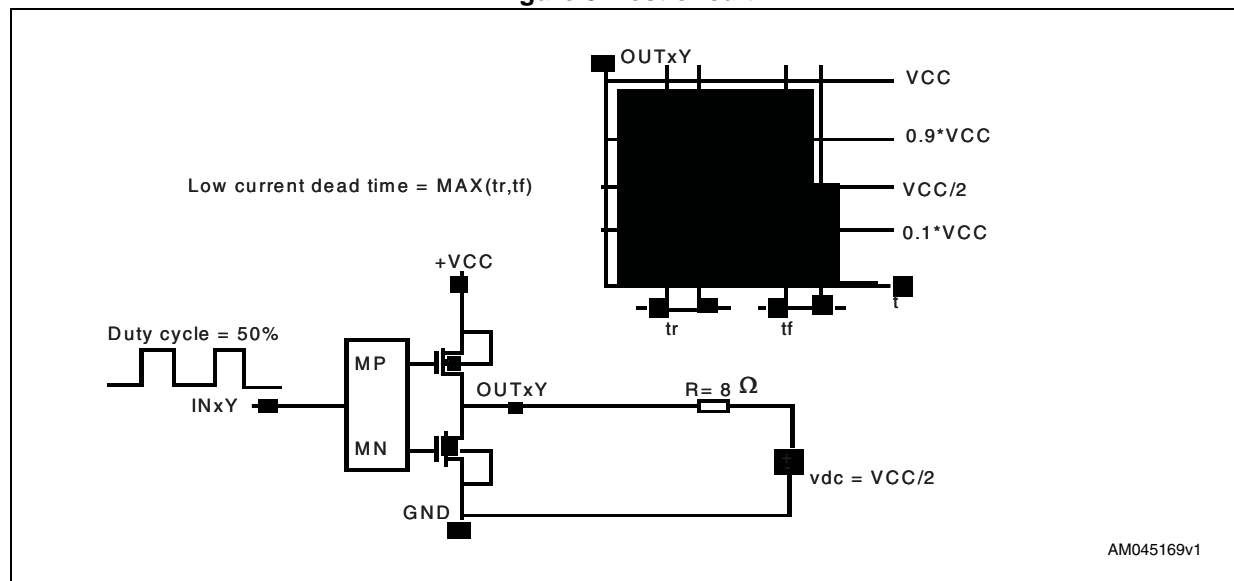 OUTxY
VCC
0.9*VCC
Low current dead time = MAX(tr,tf)
VCC/2
0.1*VCC
+VCC
t
tr
tf
Duty cycle = 50%
MP
OUTxY
R= 8 Ω
INxY
MN
+
-
vdc = VCC/2
GND
AM045169v1